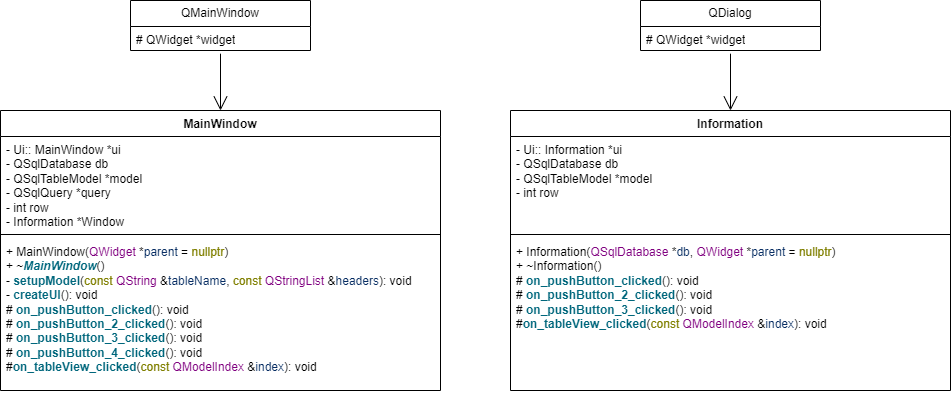 QMainWindow
# QWidget *widget
QDialog
# QWidget *widget
MainWindow
- Ui:: MainWindow *ui
- QSqlDatabase db
- QSqlTableModel *model
- QSqlQuery *query
- int row
- Information *Window
+ MainWindow(QWidget *parent = nullptr)
+ ~MainWindow()
- setupModel(const QString &tableName, const QStringList &headers): void
- createUI(): void
# on_pushButton_clicked(): void
# on_pushButton_2_clicked(): void
# on_pushButton_3_clicked(): void
# on_pushButton_4_clicked(): void
#on_tableView_clicked(const QModelIndex &index): void
Information
- Ui:: Information *ui
- QSqlDatabase db
- QSqlTableModel *model
- int row
+ Information(QSqlDatabase *db, QWidget *parent = nullptr)
+ ~Information()
# on_pushButton_clicked(): void
# on_pushButton_2_clicked(): void
# on_pushButton_3_clicked(): void
#on_tableView_clicked(const QModelIndex &index): void